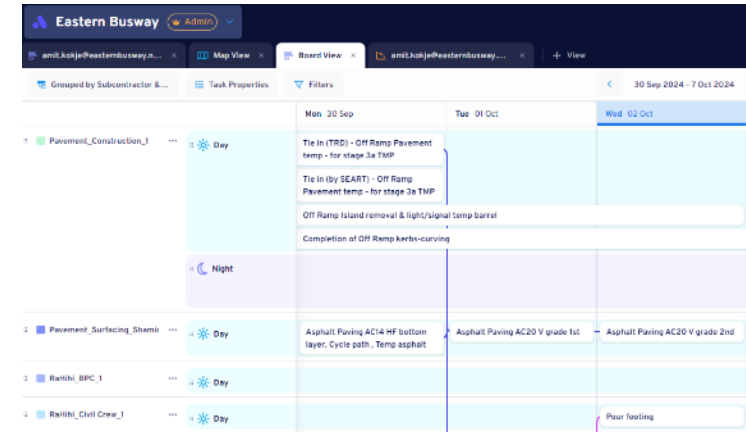 Eastern Busway Admin
amit.kokje@easternbusway.n... × Map View × Board View × amit.kokje@easternbusway.... × + View
Grouped by Subcontractor &... Task Properties Filters 30 Sep 2024 - 7 Oct 2024
Mon 30 Sep Tue 01 Oct Wed 02 Oct
Pavement_Construction_1 ... Day
Tie in (TRD) - Off Ramp Pavement
temp - for stage 3a TMP
Tie in (by SEART) - Off Ramp
Pavement temp - for stage 3a TMP
Off Ramp Island removal & light/signal temp barrel
Completion of Off Ramp kerbs-curving
Night
Pavement_Surfacing_Shami ... Day
Asphalt Paving AC14 HF bottom
layer, Cycle path , Temp asphalt
Asphalt Paving AC20 V grade 1st
Asphalt Paving AC20 V grade 2nd
RaHihi_BPC_1 ... Day
RaHihi_Civil Crew_1 ... Day
Pour footing